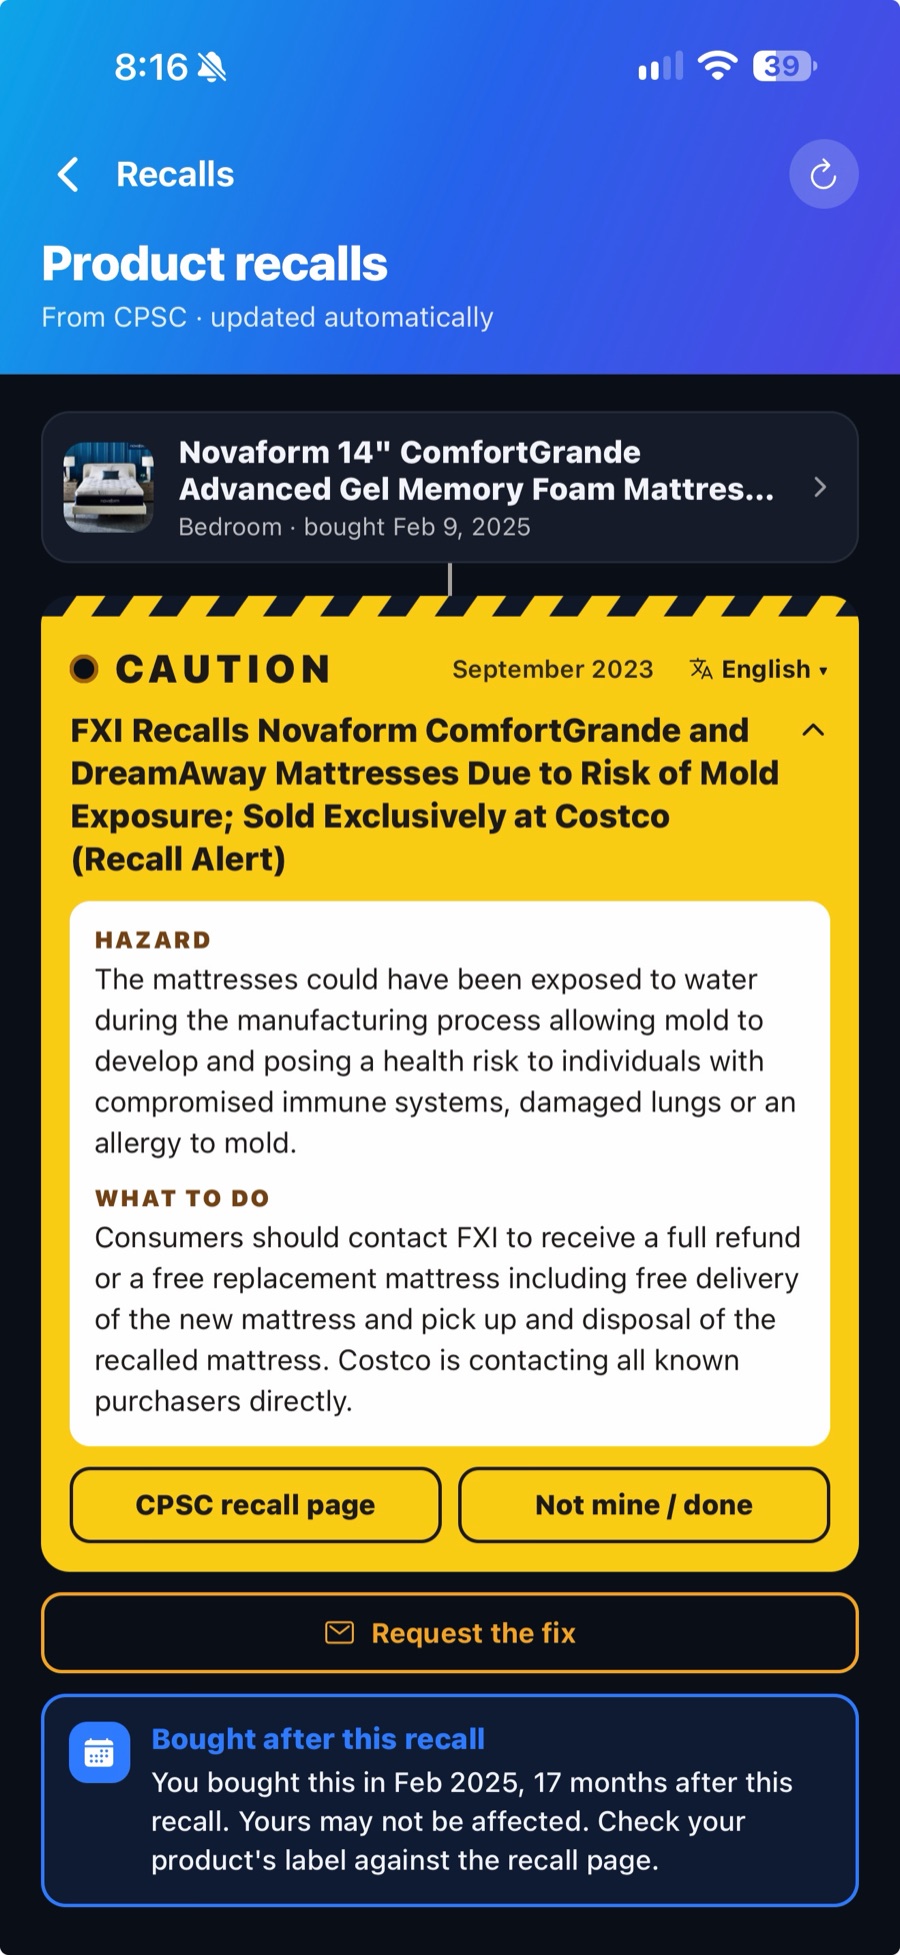 8:16
39
Recalls
Product recalls
From CPSC · updated automatically
Novaform 14" ComfortGrande
Advanced Gel Memory Foam Mattres...
Bedroom · bought Feb 9, 2025
CAUTION
September 2023
English ▾
FXI Recalls Novaform ComfortGrande and
DreamAway Mattresses Due to Risk of Mold
Exposure; Sold Exclusively at Costco
(Recall Alert)
HAZARD
The mattresses could have been exposed to water
during the manufacturing process allowing mold to
develop and posing a health risk to individuals with
compromised immune systems, damaged lungs or an
allergy to mold.
WHAT TO DO
Consumers should contact FXI to receive a full refund
or a free replacement mattress including free delivery
of the new mattress and pick up and disposal of the
recalled mattress. Costco is contacting all known
purchasers directly.
CPSC recall page
Not mine / done
Request the fix
Bought after this recall
You bought this in Feb 2025, 17 months after this
recall. Yours may not be affected. Check your
product's label against the recall page.